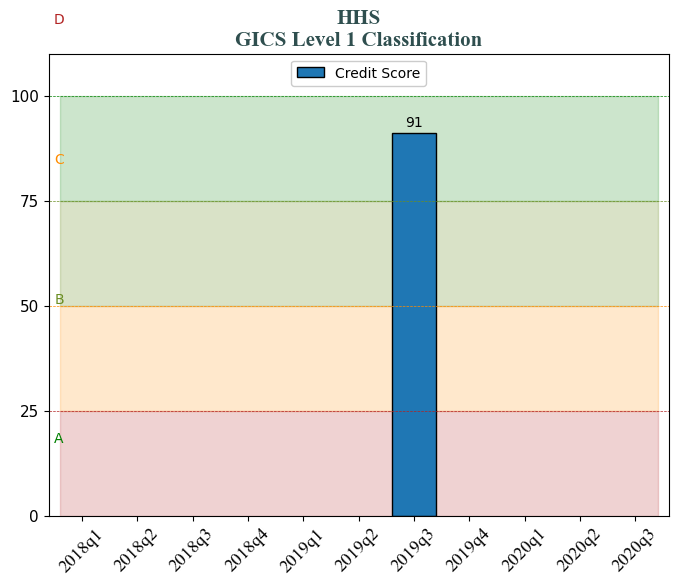 D
HHS
GICS Level 1 Classification
Credit Score
100
91
C
75
B
50
25
A
0
2018q1 2018q2 2018q3 2018q4 2019q1 2019q2 2019q3 2019q4 2020q1 2020q2 2020q3